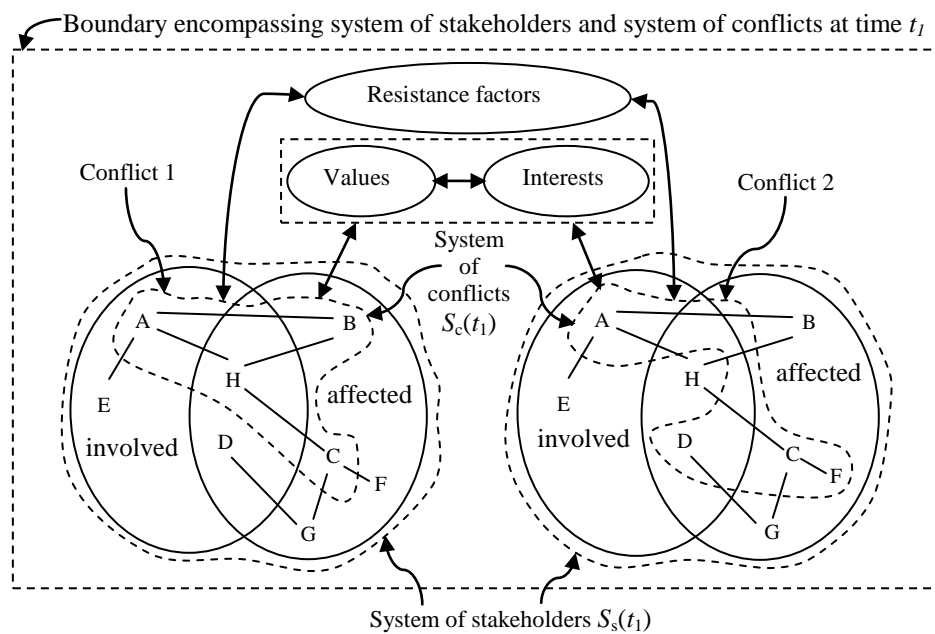 Boundary encompassing system of stakeholders and system of conflicts at time t1
Resistance factors
Conflict 1
Values
Interests
Conflict 2
System
of
conflicts
Sc(t1)
A
B
H
E
affected
involved
D
C
F
G
A
B
H
E
affected
involved
D
C
F
G
System of stakeholders Ss(t1)